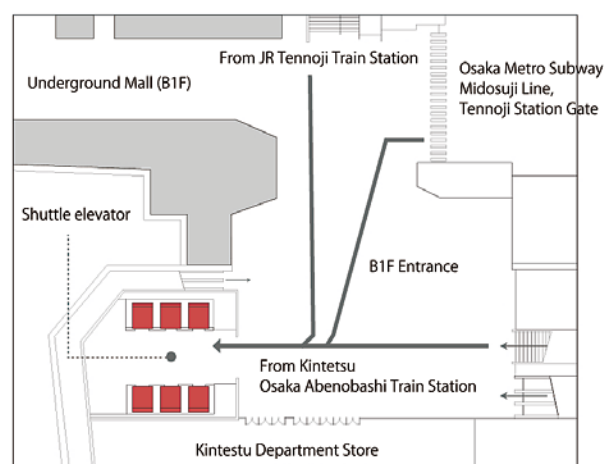 From JR Tennoji Train Station
Underground Mall (B1F)
Osaka Metro Subway
Midosuji Line,
Tennoji Station Gate
Shuttle elevator
B1F Entrance
From Kintetsu
Osaka Abenobashi Train Station
Kintestu Department Store